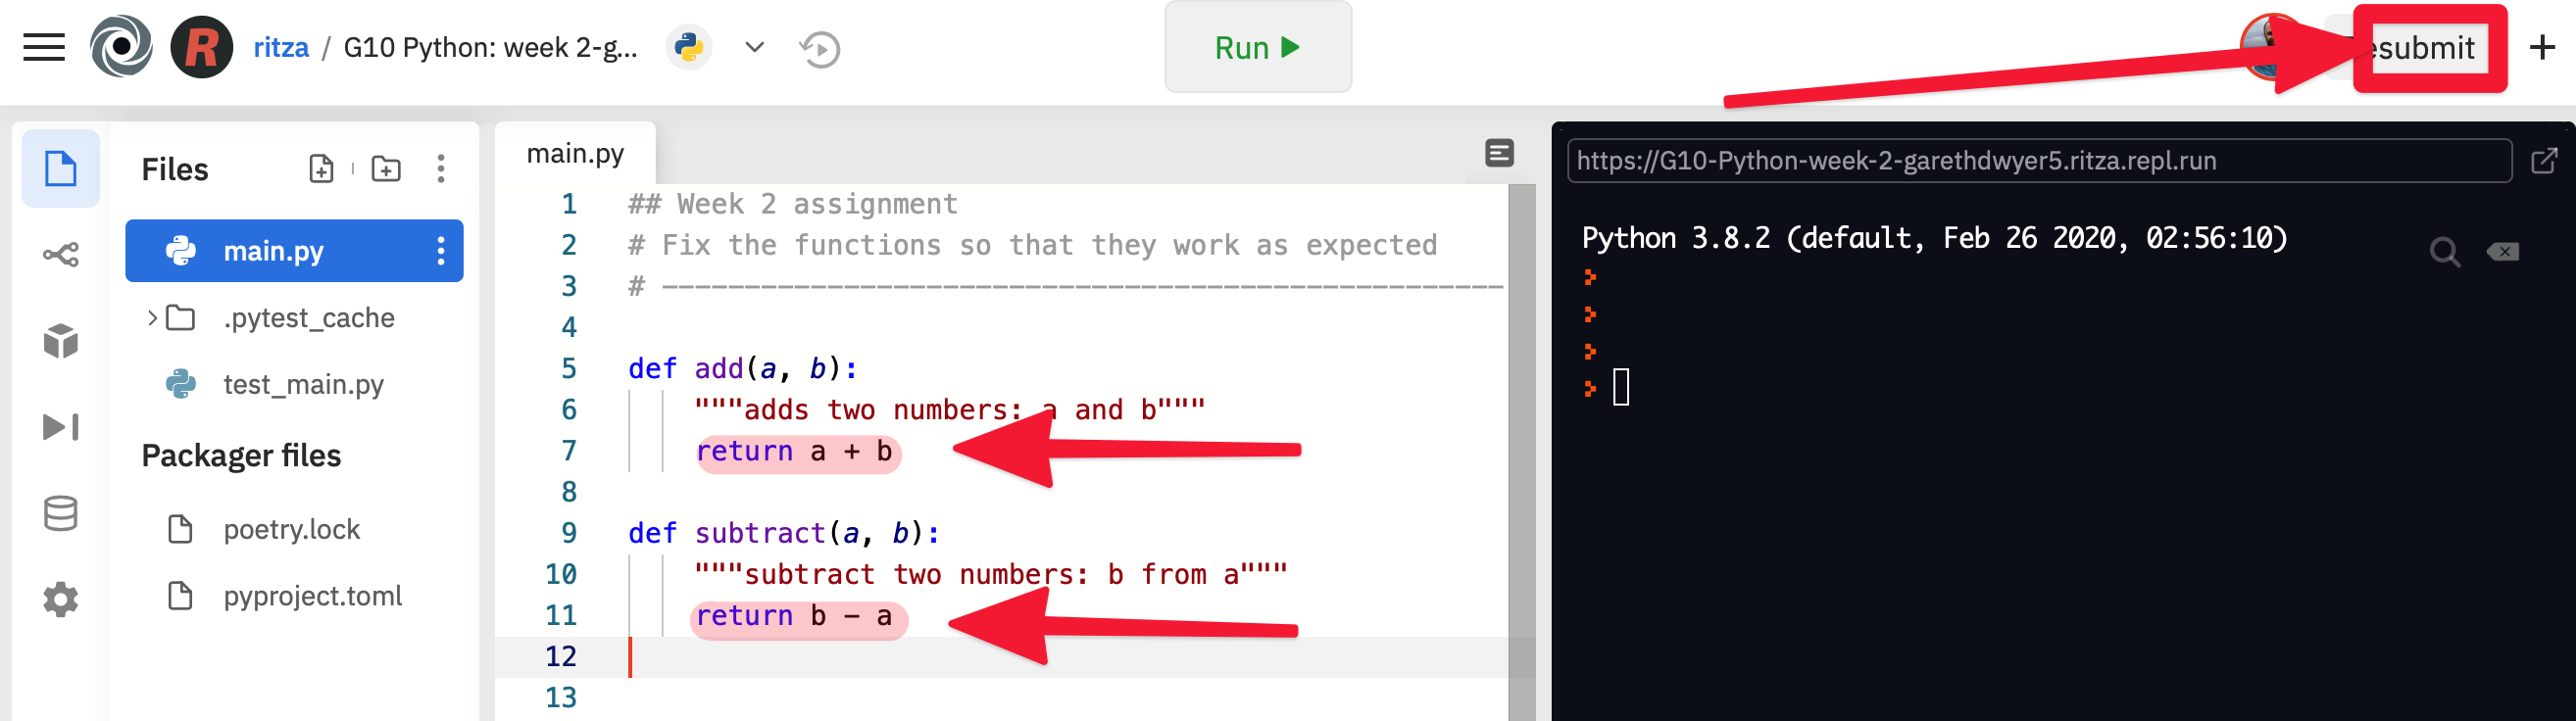 R ritza / G10 Python: week 2-g...
Run
esubmit
Files
main.py
.pytest_cache
test_main.py
Packager files
poetry.lock
pyproject.toml
main.py
1 ## Week 2 assignment
2 # Fix the functions so that they work as expected
3 # ---------------------------------------------------
4
5 def add(a, b):
6 """adds two numbers: a and b"""
7 return a + b
8
9 def subtract(a, b):
10 """subtract two numbers: b from a"""
11 return b - a
12
13
https://G10-Python-week-2-garethdwyer5.ritza.repl.run
Python 3.8.2 (default, Feb 26 2020, 02:56:10)